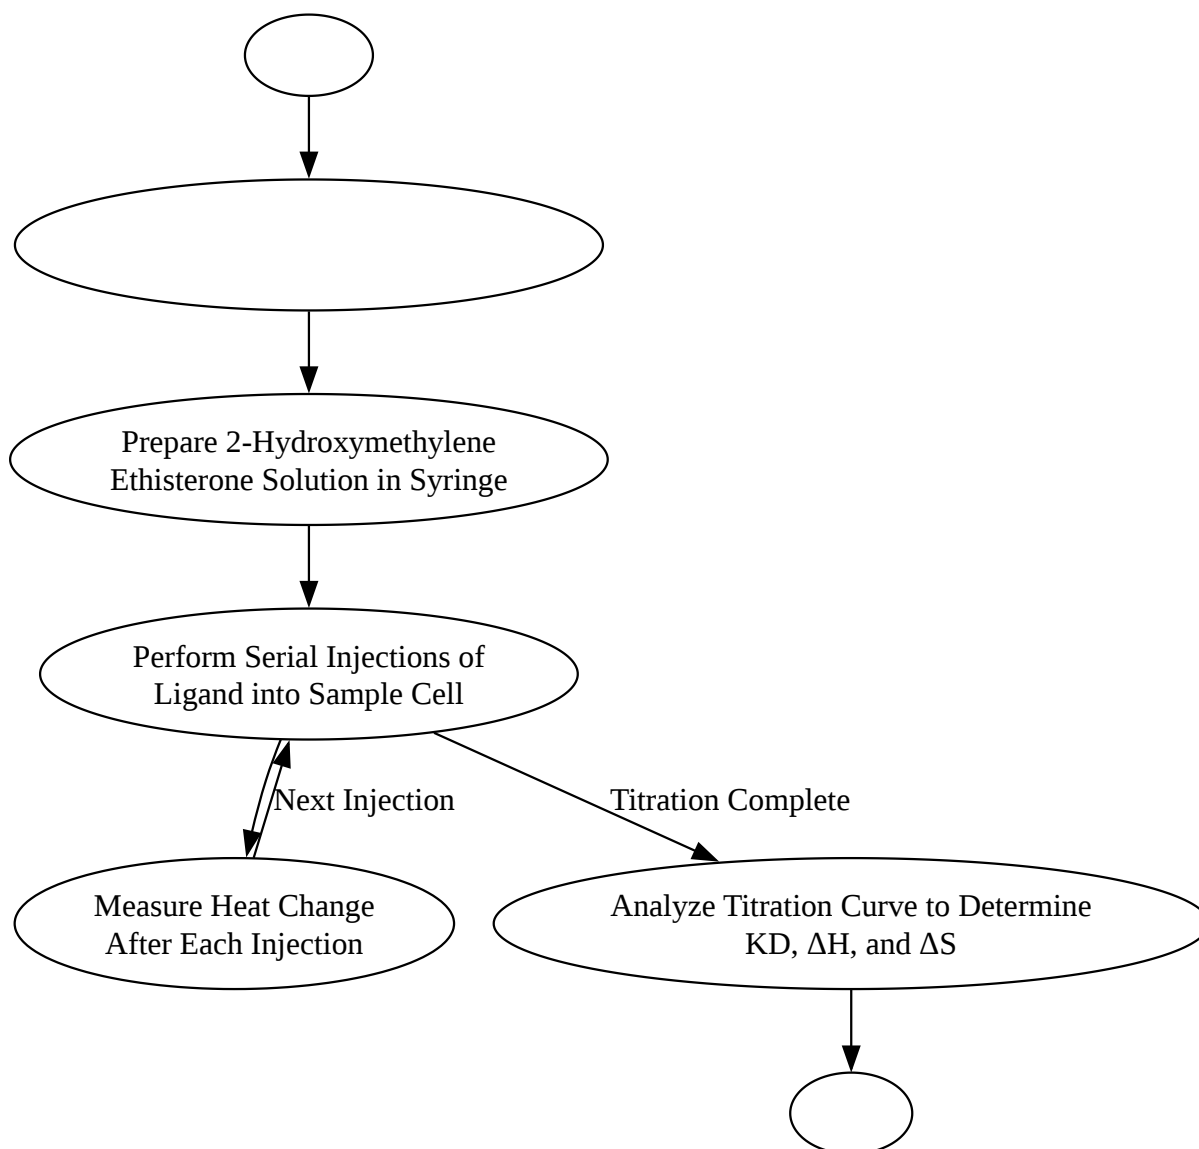 Prepare 2-Hydroxymethylene
Ethisterone Solution in Syringe
Perform Serial Injections of
Ligand into Sample Cell
Next Injection
Titration Complete
Measure Heat Change
After Each Injection
Analyze Titration Curve to Determine
KD, ΔH, and ΔS